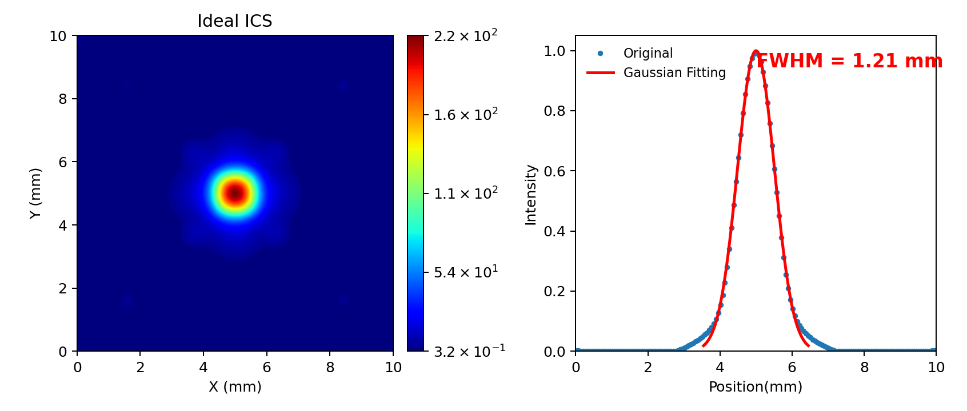 Ideal ICS
10
8
6
4
2
0
Y (mm)
0 2 4 6 8 10
X (mm)
2.2 × 10²
1.6 × 10²
1.1 × 10²
5.4 × 10¹
3.2 × 10⁻¹
Original
Gaussian Fitting
FWHM = 1.21 mm
1.0
0.8
0.6
0.4
0.2
0.0
Intensity
0 2 4 6 8 10
Position(mm)